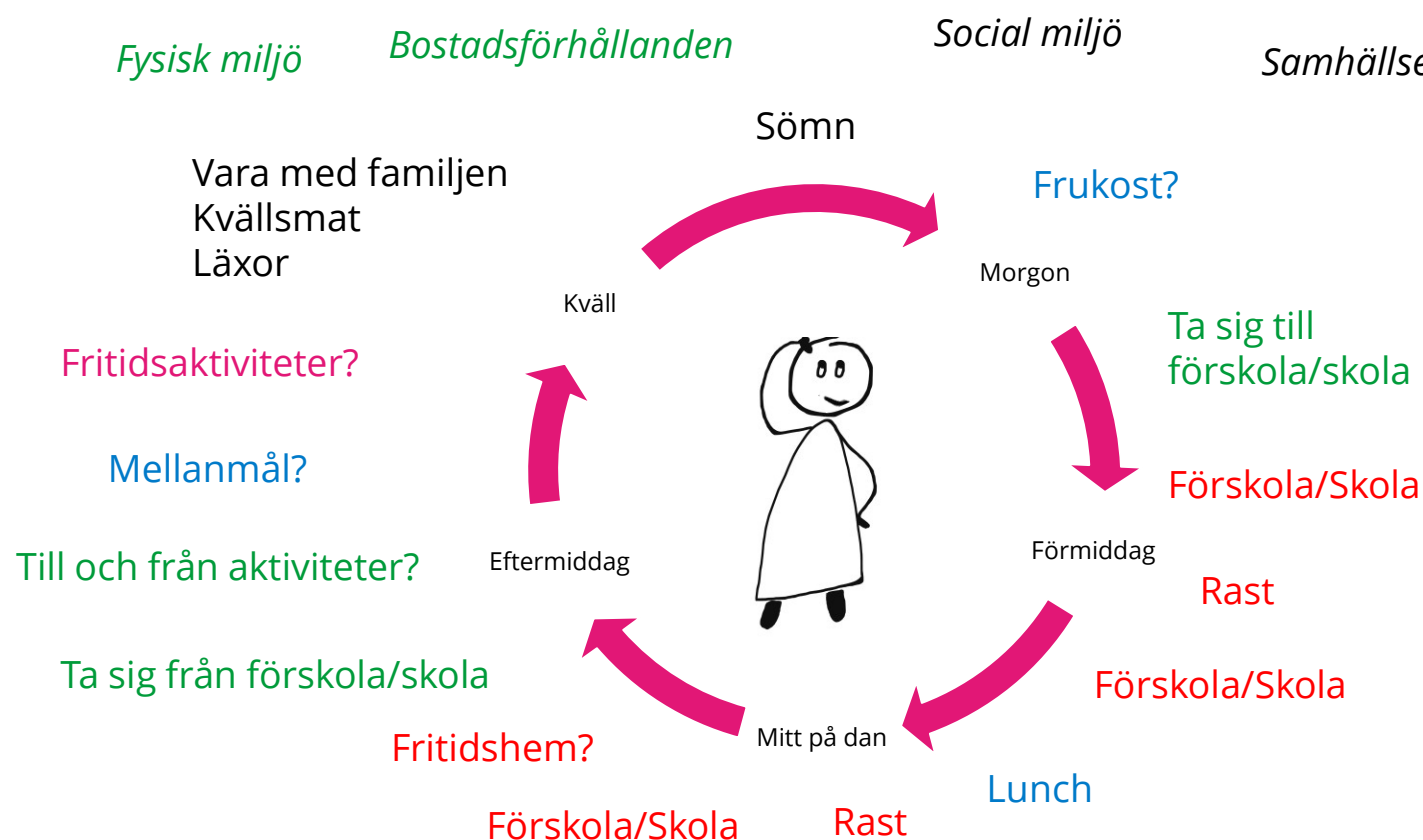 Fysisk miljö
Bostadsförhållanden
Social miljö
Sömn
Vara med familjen
Kvällsmat
Läxor
Frukost?
Morgon
Kväll
Ta sig till
förskola/skola
Fritidsaktiviteter?
Mellanmål?
Förskola/Skola
Till och från aktiviteter?
Eftermiddag
Förmiddag
Rast
Ta sig från förskola/skola
Förskola/Skola
Fritidshem?
Mitt på dan
Lunch
Förskola/Skola
Rast